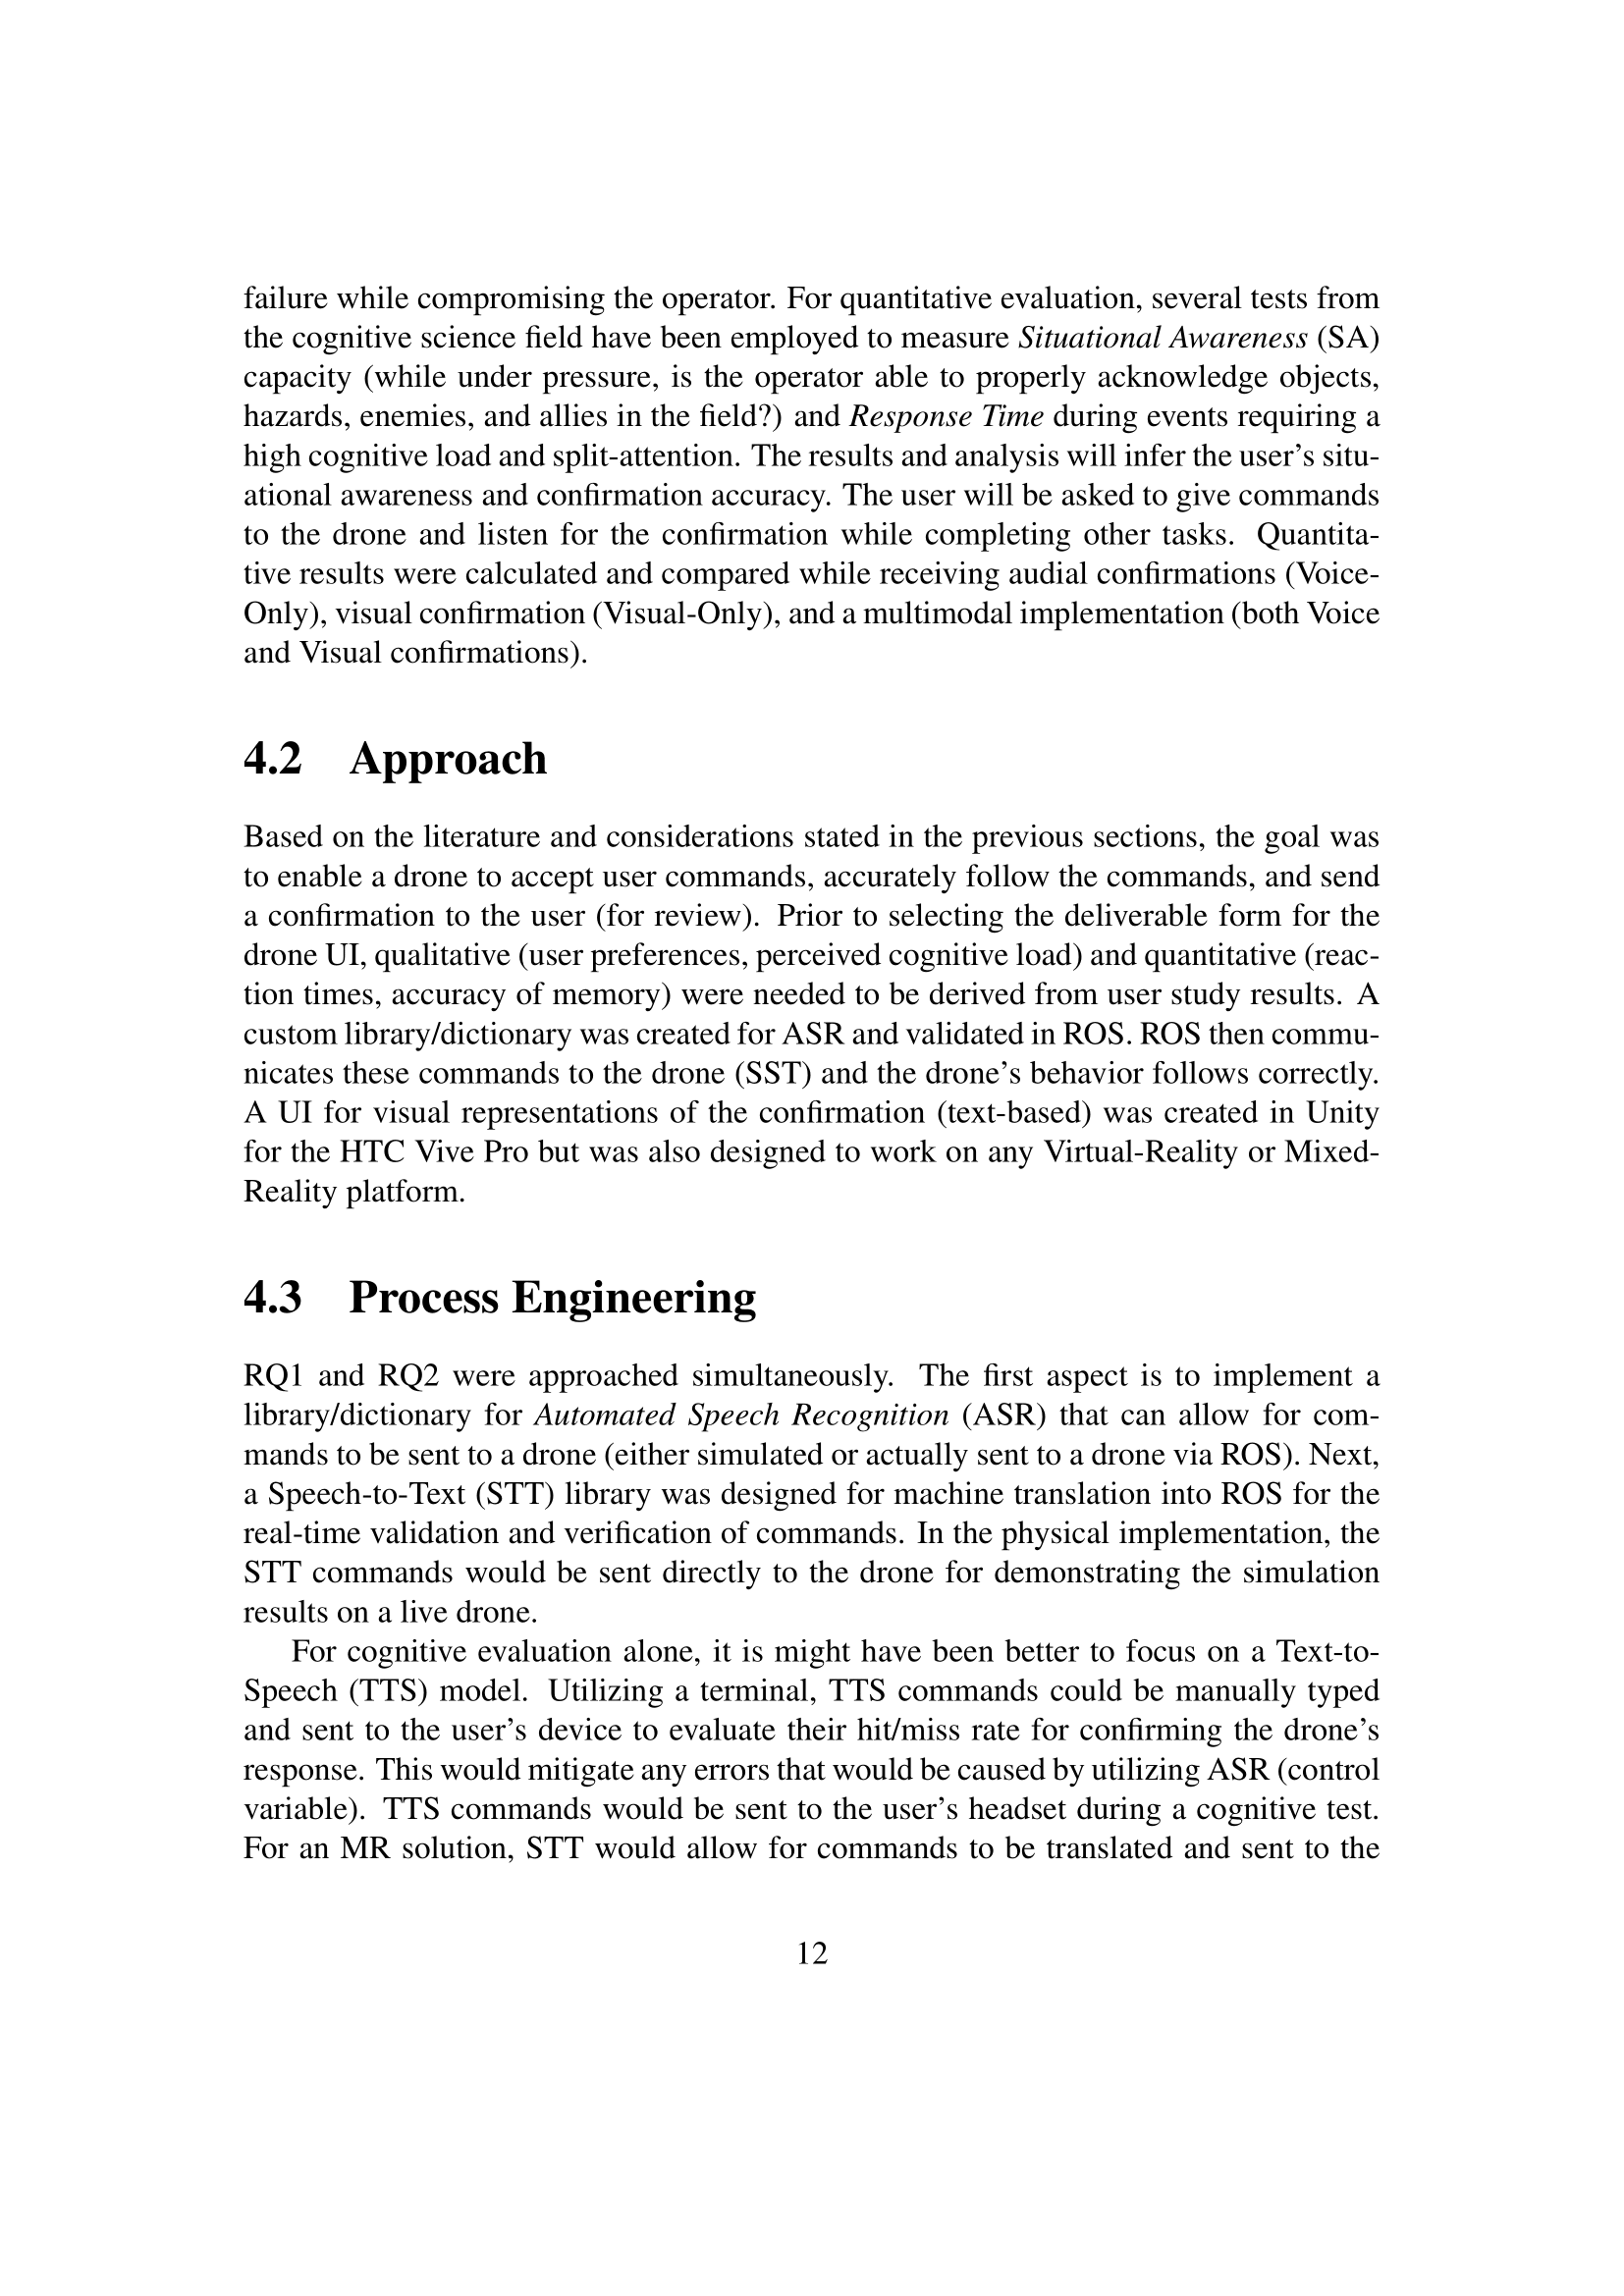 failure while compromising the operator. For quantitative evaluation, several tests from
the cognitive science field have been employed to measure Situational Awareness (SA)
capacity (while under pressure, is the operator able to properly acknowledge objects,
hazards, enemies, and allies in the field?) and Response Time during events requiring a
high cognitive load and split-attention. The results and analysis will infer the user's situ-
ational awareness and confirmation accuracy. The user will be asked to give commands
to the drone and listen for the confirmation while completing other tasks. Quantita-
tive results were calculated and compared while receiving audial confirmations (Voice-
Only), visual confirmation (Visual-Only), and a multimodal implementation (both Voice
and Visual confirmations).
4.2 Approach
Based on the literature and considerations stated in the previous sections, the goal was
to enable a drone to accept user commands, accurately follow the commands, and send
a confirmation to the user (for review). Prior to selecting the deliverable form for the
drone UI, qualitative (user preferences, perceived cognitive load) and quantitative (reac-
tion times, accuracy of memory) were needed to be derived from user study results. A
custom library/dictionary was created for ASR and validated in ROS. ROS then commu-
nicates these commands to the drone (SST) and the drone's behavior follows correctly.
A UI for visual representations of the confirmation (text-based) was created in Unity
for the HTC Vive Pro but was also designed to work on any Virtual-Reality or Mixed-
Reality platform.
4.3 Process Engineering
RQ1 and RQ2 were approached simultaneously. The first aspect is to implement a
library/dictionary for Automated Speech Recognition (ASR) that can allow for com-
mands to be sent to a drone (either simulated or actually sent to a drone via ROS). Next,
a Speech-to-Text (STT) library was designed for machine translation into ROS for the
real-time validation and verification of commands. In the physical implementation, the
STT commands would be sent directly to the drone for demonstrating the simulation
results on a live drone.
For cognitive evaluation alone, it is might have been better to focus on a Text-to-
Speech (TTS) model. Utilizing a terminal, TTS commands could be manually typed
and sent to the user's device to evaluate their hit/miss rate for confirming the drone's
response. This would mitigate any errors that would be caused by utilizing ASR (control
variable). TTS commands would be sent to the user's headset during a cognitive test.
For an MR solution, STT would allow for commands to be translated and sent to the
12